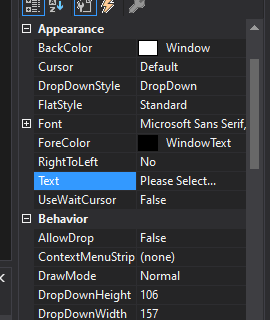 Appearance
BackColor Window
Cursor Default
DropDownStyle DropDown
FlatStyle Standard
Font Microsoft Sans Serif,
ForeColor WindowText
RightToLeft No
Text Please Select...
UseWaitCursor False
Behavior
AllowDrop False
ContextMenuStrip (none)
DrawMode Normal
DropDownHeight 106
DropDownWidth 157